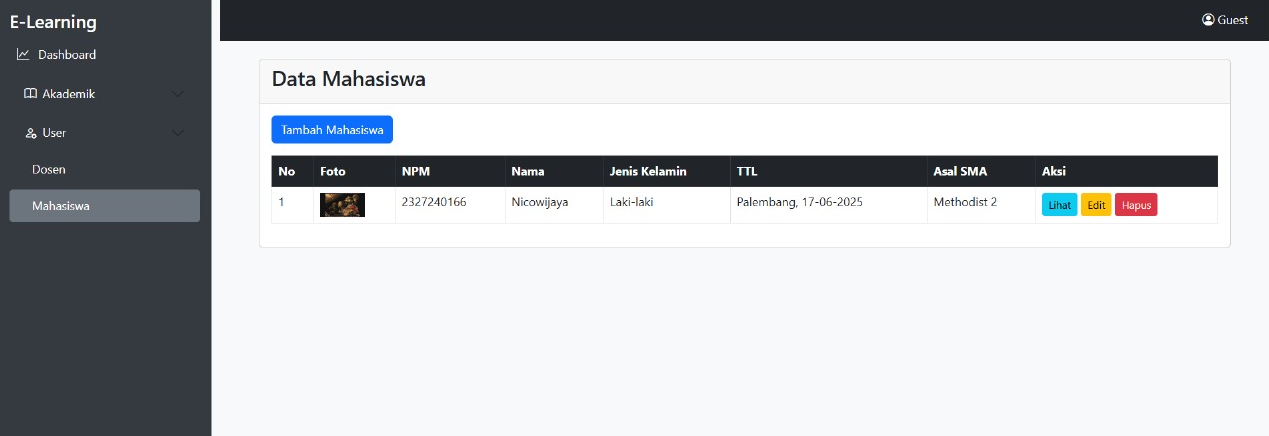 E-Learning
Guest
Dashboard
Akademik
User
Dosen
Mahasiswa
Data Mahasiswa
Tambah Mahasiswa
No Foto NPM Nama Jenis Kelamin TTL Asal SMA Aksi
1 2327240166 Nicowijaya Laki-laki Palembang, 17-06-2025 Methodist 2 Lihat Edit Hapus